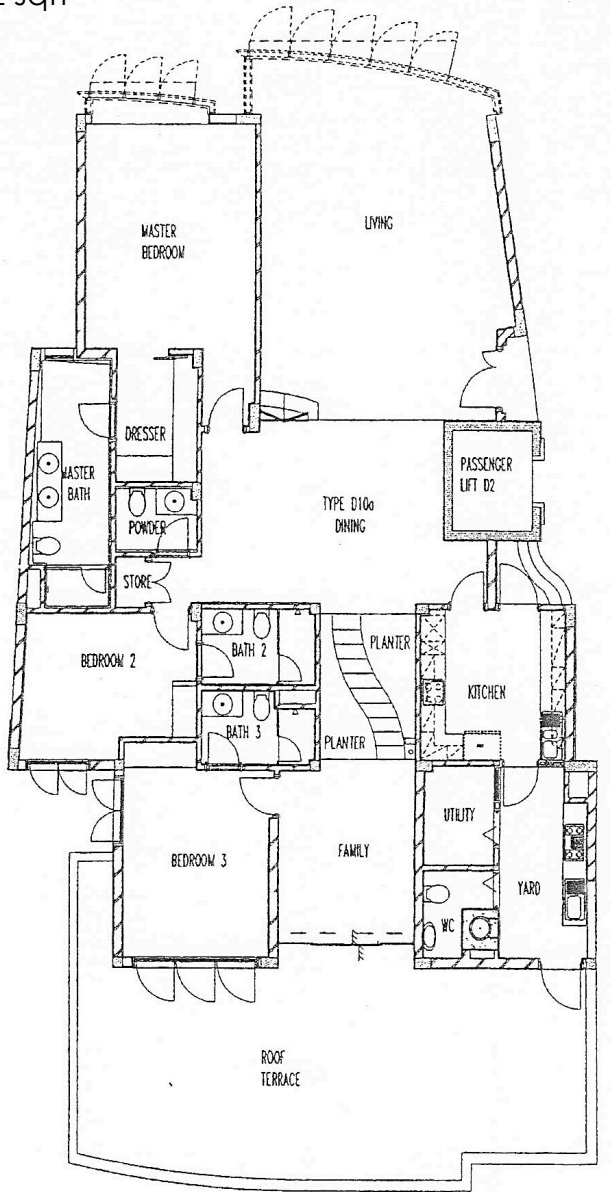 sqft
MASTER
BEDROOM
LIVING
DRESSER
MASTER
BATH
POWDER
PASSENGER
LIFT D2
TYPE D10a
DINING
STORE
BEDROOM 2
BATH 2
PLANTER
KITCHEN
BATH 3
PLANTER
BEDROOM 3
FAMILY
UTILITY
YARD
WC
ROOF
TERRACE